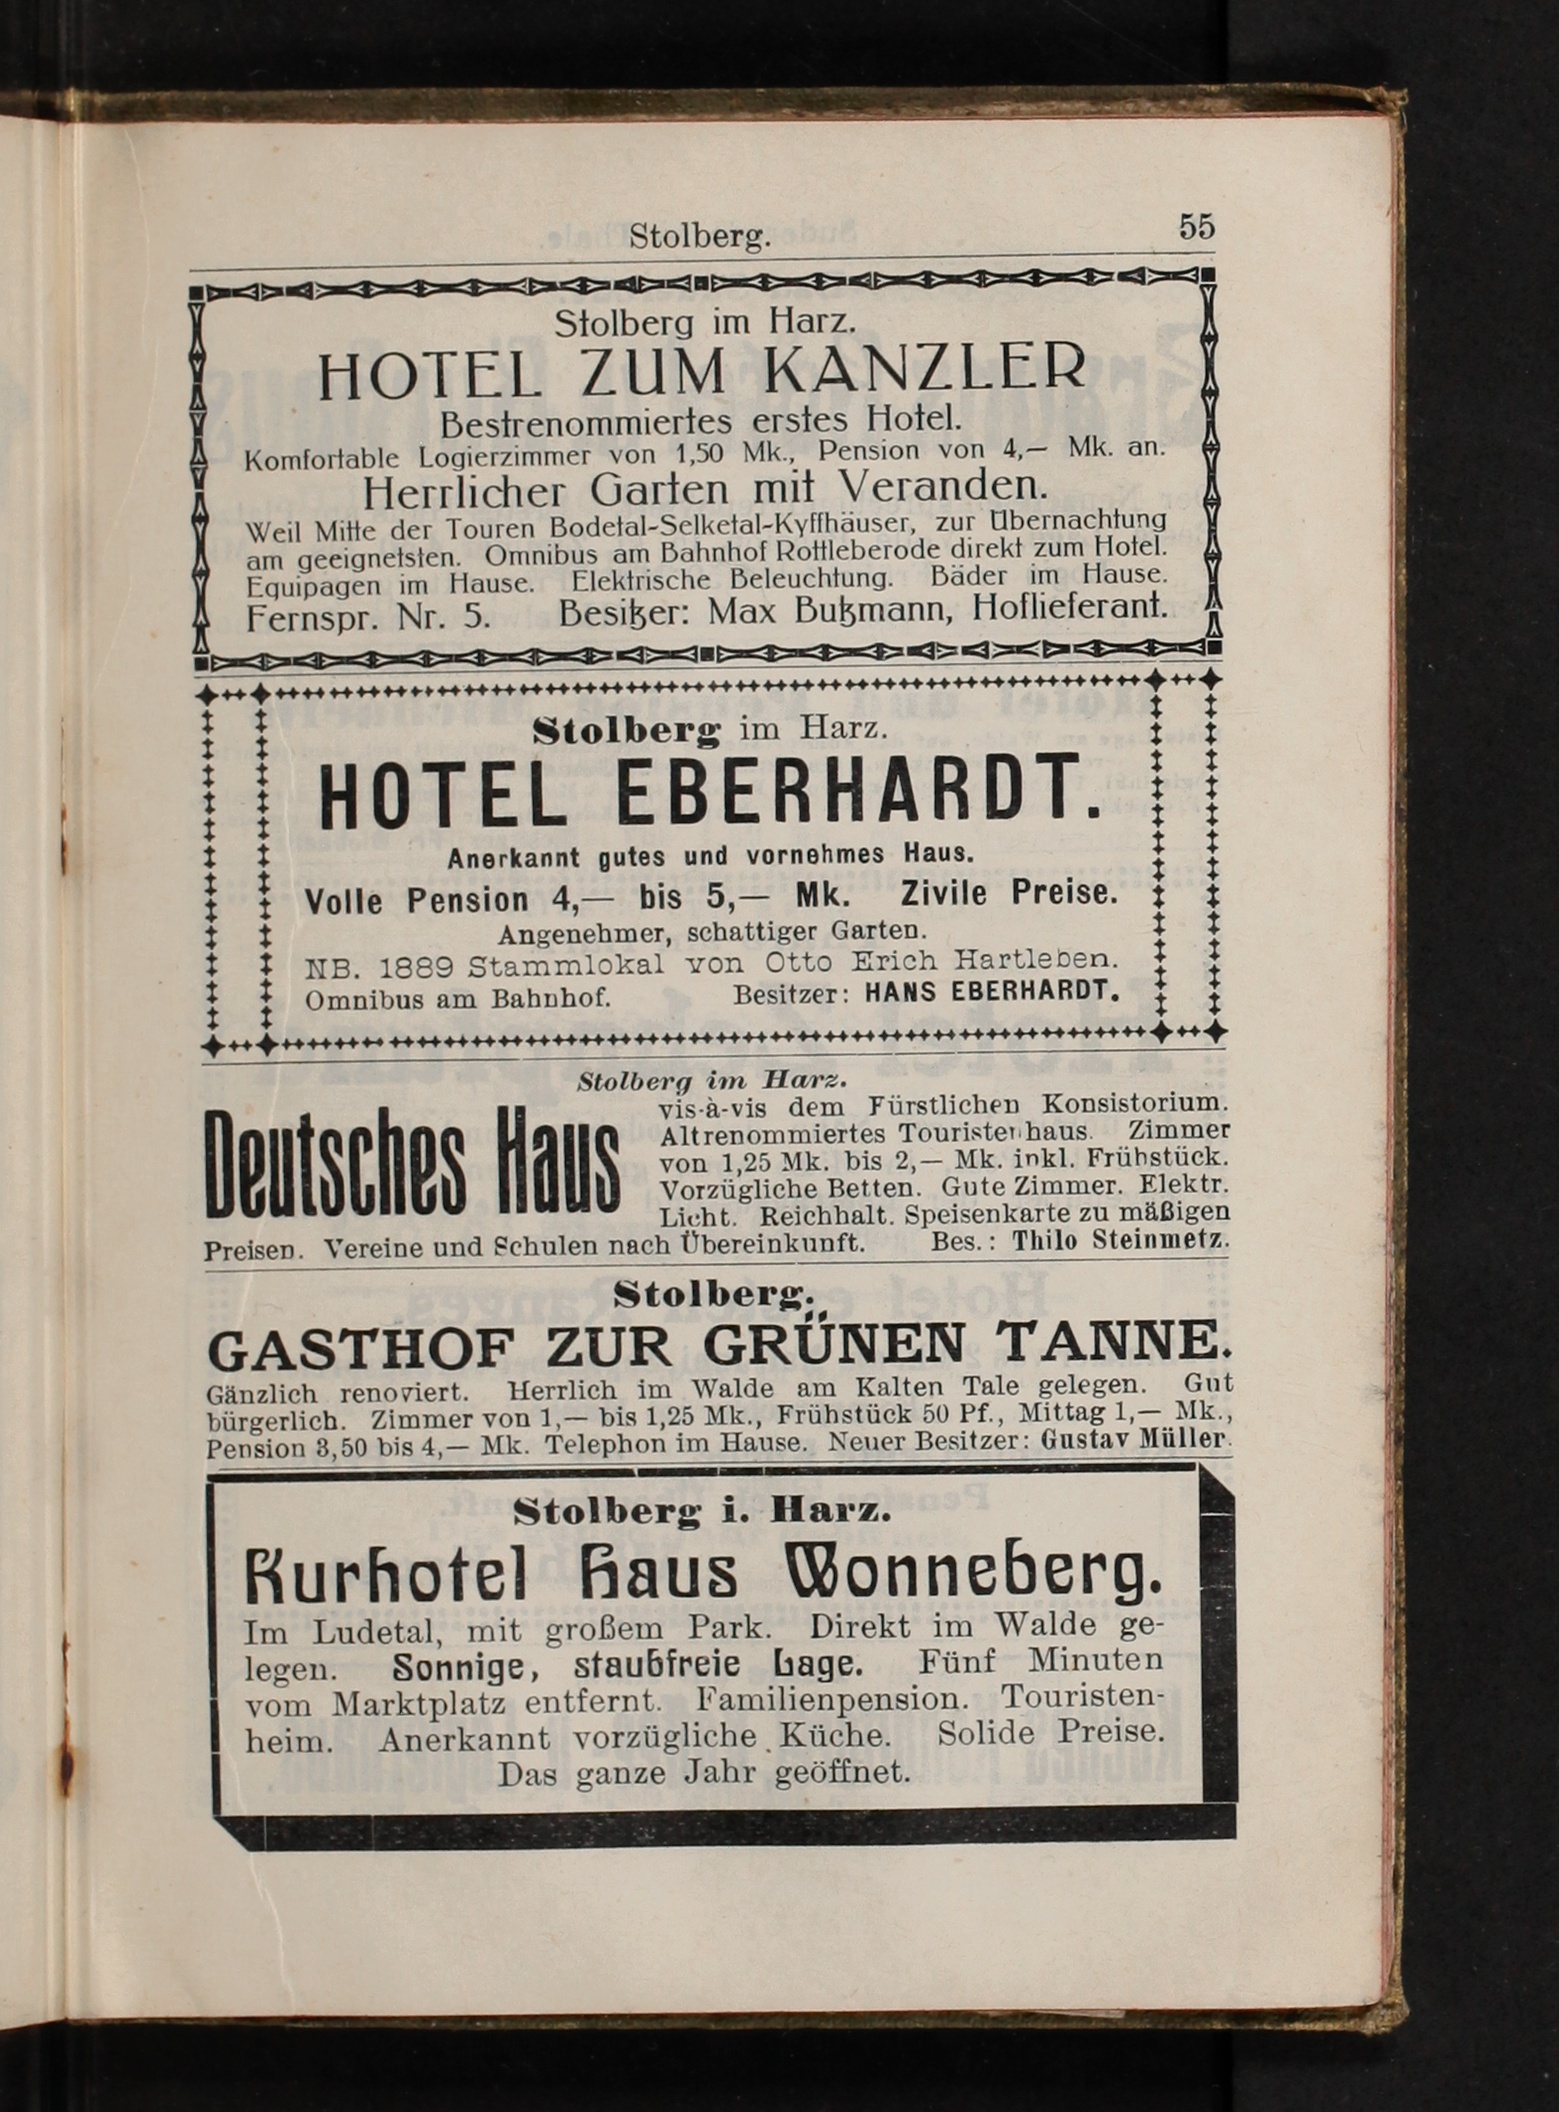 Stolberg.
55
Stolberg im Harz.
HOTEL ZUM KANZLER
Bestrenommiertes erstes Hotel.
Komfortable Logierzimmer von 1,50 Mk., Pension von 4,— Mk. an.
Herrlicher Garten mit Veranden.
Weil Mitte der Touren Bodetal-Selketal-Kyffhäuser, zur Übernachtung
am geeignetsten. Omnibus am Bahnhof Rottleberode direkt zum Hotel.
Equipagen im Hause. Elektrische Beleuchtung. Bäder im Hause.
Fernspr. Nr. 5. Besitzer: Max Butzmann, Hoflieferant.
Stolberg im Harz.
HOTEL EBERHARDT.
Anerkannt gutes und vornehmes Haus.
Volle Pension 4,— bis 5,— Mk. Zivile Preise.
Angenehmer, schattiger Garten.
NB. 1889 Stammlokal von Otto Erich Hartleben.
Omnibus am Bahnhof. Besitzer: HANS EBERHARDT.
Stolberg im Harz.
Deutsches Haus
vis-à-vis dem Fürstlichen Konsistorium.
Altrenommiertes Touristenhaus. Zimmer
von 1,25 Mk. bis 2,— Mk. inkl. Frühstück.
Vorzügliche Betten. Gute Zimmer. Elektr.
Licht. Reichhalt. Speisenkarte zu mäßigen
Preisen. Vereine und Schulen nach Übereinkunft. Bes.: Thilo Steinmetz.
Stolberg.
GASTHOF ZUR GRÜNEN TANNE.
Gänzlich renoviert. Herrlich im Walde am Kalten Tale gelegen. Gut
bürgerlich. Zimmer von 1,— bis 1,25 Mk., Frühstück 50 Pf., Mittag 1,— Mk.,
Pension 3,50 bis 4,— Mk. Telephon im Hause. Neuer Besitzer: Gustav Müller.
Stolberg i. Harz.
Kurhotel Haus Wonneberg.
Im Ludetal, mit großem Park. Direkt im Walde ge-
legen. Sonnige, staubfreie Lage. Fünf Minuten
vom Marktplatz entfernt. Familienpension. Touristen-
heim. Anerkannt vorzügliche Küche. Solide Preise.
Das ganze Jahr geöffnet.